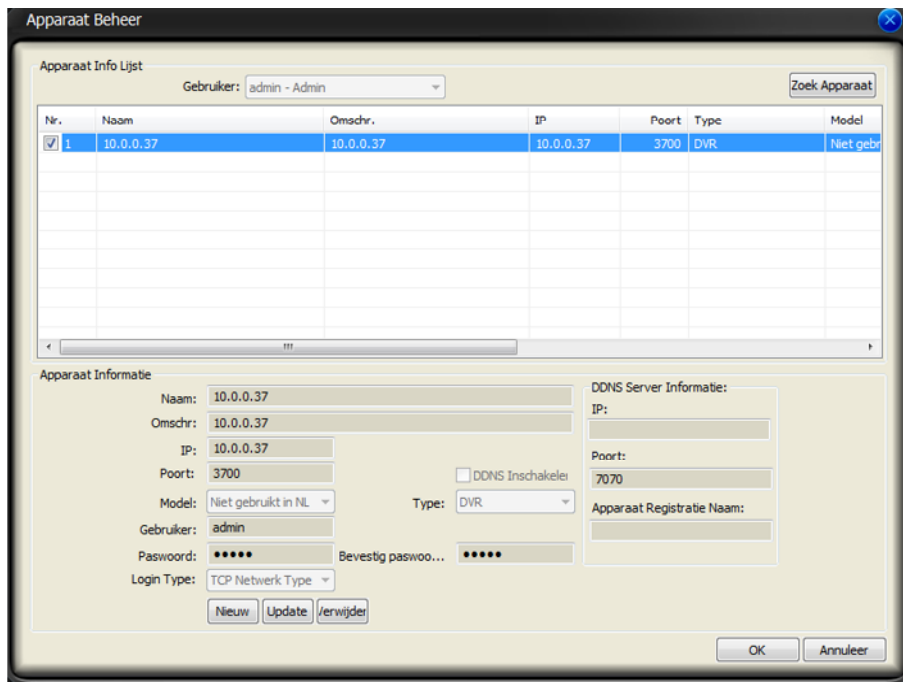 Apparaat Beheer
Apparaat Info Lijst
Gebruiker: admin - Admin
Zoek Apparaat
Nr. Naam Omschr. IP Poort Type Model
1 10.0.0.37 10.0.0.37 10.0.0.37 3700 DVR Niet gebr
Apparaat Informatie
Naam: 10.0.0.37
Omschr: 10.0.0.37
IP: 10.0.0.37
Poort: 3700
DDNS Inschakeler
Model: Niet gebruikt in NL
Type: DVR
Gebruiker: admin
Paswoord: •••••
Bevestig paswoo... •••••
Login Type: TCP Netwerk Type
Nieuw Update /erwijder
DDNS Server Informatie:
IP:
Poort:
7070
Apparaat Registratie Naam:
OK Annuleer